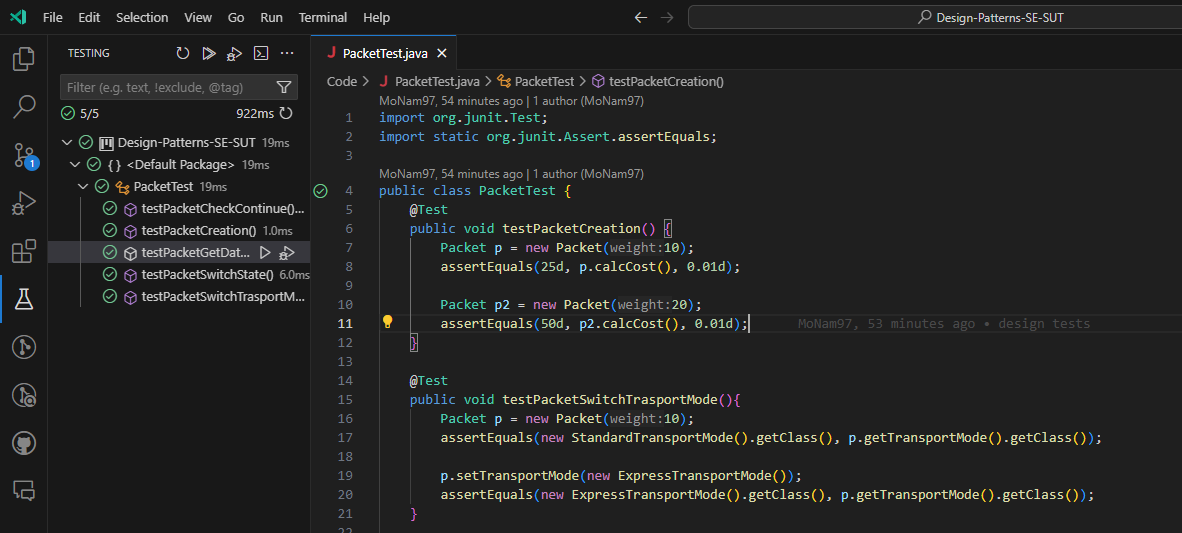 File Edit Selection View Go Run Terminal Help
Design-Patterns-SE-SUT
TESTING
Filter (e.g. text, !exclude, @tag)
5/5 922ms
Design-Patterns-SE-SUT 19ms
{ } <Default Package> 19ms
PacketTest 19ms
testPacketCheckContinue()...
testPacketCreation() 1.0ms
testPacketGetDat...
testPacketSwitchState() 6.0ms
testPacketSwitchTrasportM...
1
J PacketTest.java
Code > J PacketTest.java > PacketTest > testPacketCreation()
MoNam97, 54 minutes ago | 1 author (MoNam97)
1 import org.junit.Test;
2 import static org.junit.Assert.assertEquals;
3
MoNam97, 54 minutes ago | 1 author (MoNam97)
4 public class PacketTest {
5 @Test
6 public void testPacketCreation() {
7 Packet p = new Packet(weight:10);
8 assertEquals(25d, p.calcCost(), 0.01d);
9
10 Packet p2 = new Packet(weight:20);
11 assertEquals(50d, p2.calcCost(), 0.01d); MoNam97, 53 minutes ago • design tests
12 }
13
14 @Test
15 public void testPacketSwitchTrasportMode(){
16 Packet p = new Packet(weight:10);
17 assertEquals(new StandardTransportMode().getClass(), p.getTransportMode().getClass());
18
19 p.setTransportMode(new ExpressTransportMode());
20 assertEquals(new ExpressTransportMode().getClass(), p.getTransportMode().getClass());
21 }
22